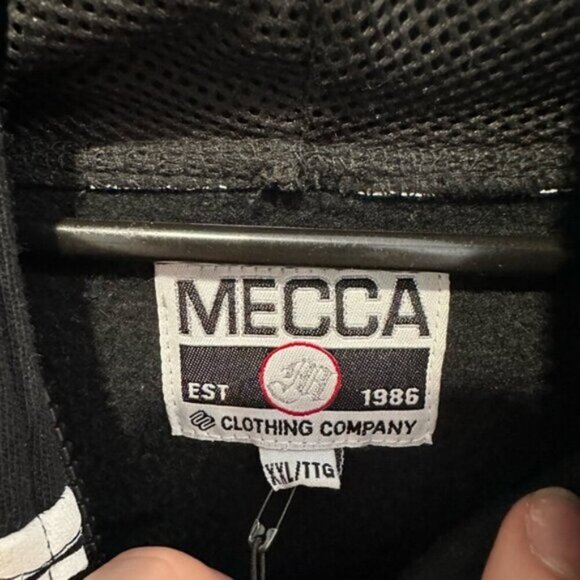 MECCA
EST 1986
CLOTHING COMPANY
XXL/TTG